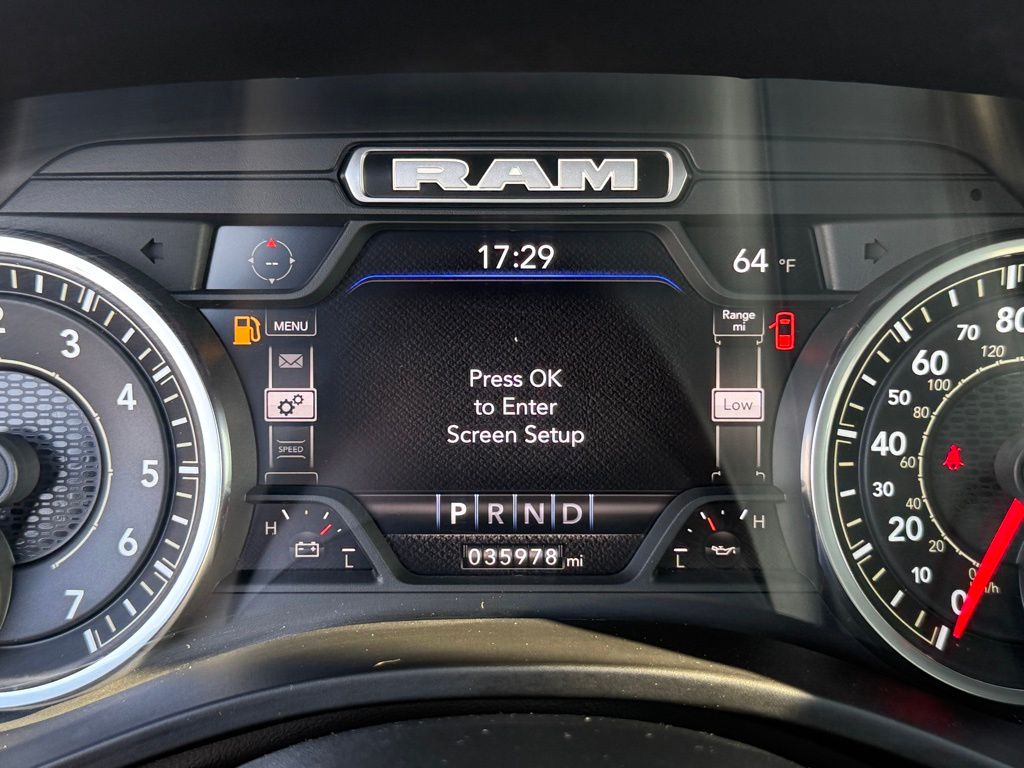 RAM
17:29
64 °F
MENU
Range
mi
Press OK
to Enter
Screen Setup
Low
SPEED
P R N D
H
L
035978 mi
L
H
3
4
5
6
7
80
70
60
50
40
30
20
10
0
120
100
80
60
40
20